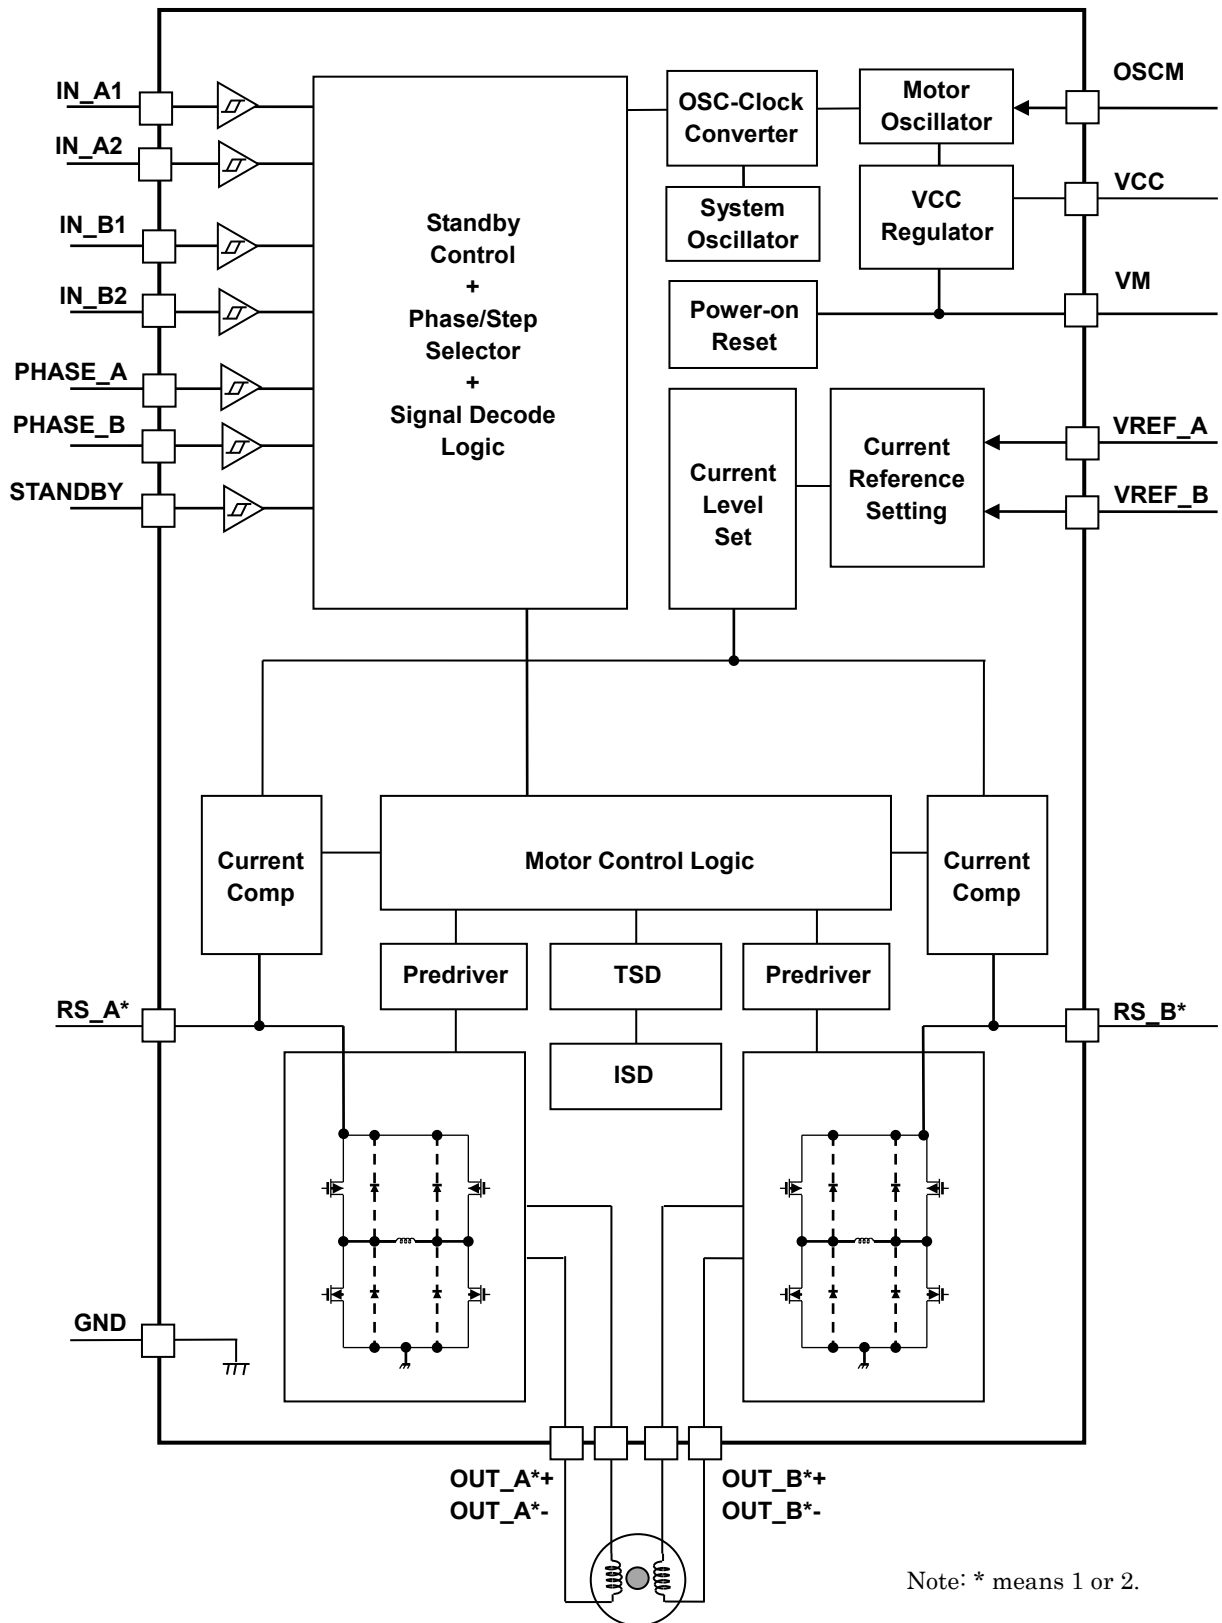 IN_A1
IN_A2
IN_B1
IN_B2
PHASE_A
PHASE_B
STANDBY
Standby
Control
+
Phase/Step
Selector
+
Signal Decode
Logic
OSC-Clock
Converter
System
Oscillator
Motor
Oscillator
VCC
Regulator
Power-on
Reset
Current
Level
Set
Current
Reference
Setting
OSCM
VCC
VM
VREF_A
VREF_B
Current
Comp
Motor Control Logic
Current
Comp
Predriver
TSD
Predriver
ISD
RS_A*
RS_B*
GND
OUT_A*+
OUT_A*-
OUT_B*+
OUT_B*-
Note: * means 1 or 2.